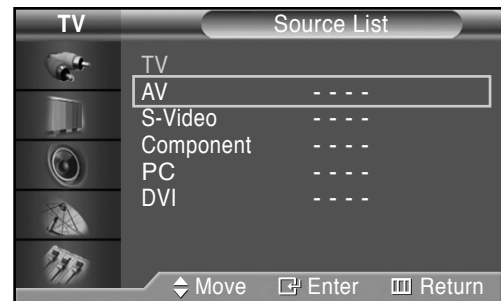 TV Source List
TV
AV - - - -
S-Video - - - -
Component - - - -
PC - - - -
DVI - - - -
Move Enter Return